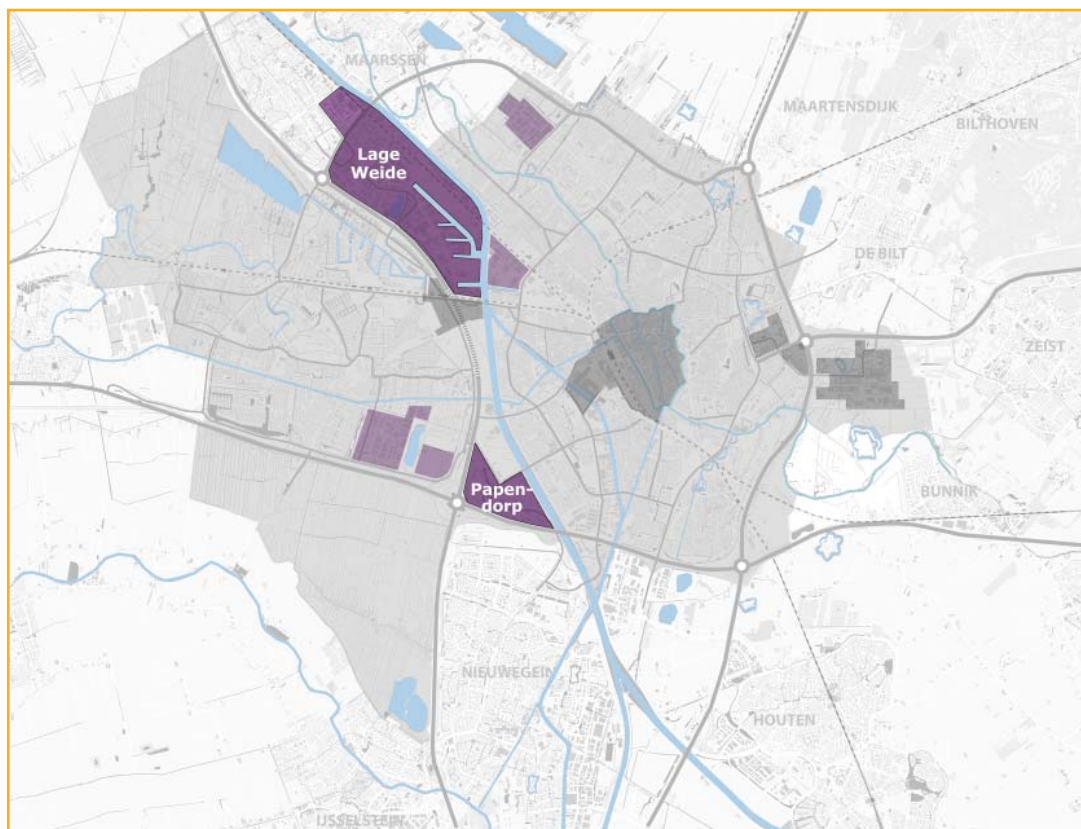 MAARSSEN
MAARTENSDIJK
BILTHOVEN
Lage
Weide
DE BILT
ZEIST
Papen-
dorp
BUNNIK
NIEUWEGEIN
HOUTEN
IJSSELSTEIN